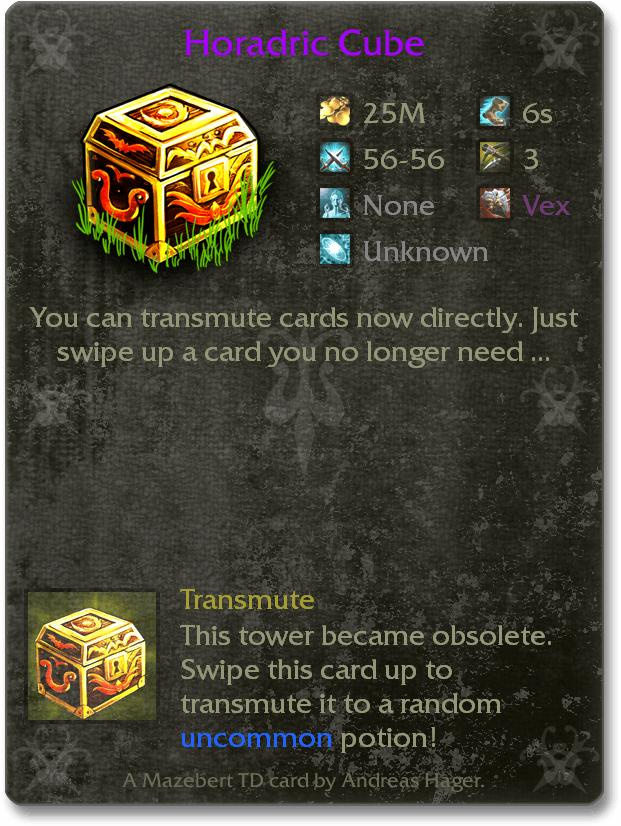 Horadric Cube
25M 6s
56-56 3
None Vex
Unknown
You can transmute cards now directly. Just
swipe up a card you no longer need ...
Transmute
This tower became obsolete.
Swipe this card up to
transmute it to a random
uncommon potion!
A Mazebert TD card by Andreas Hager.